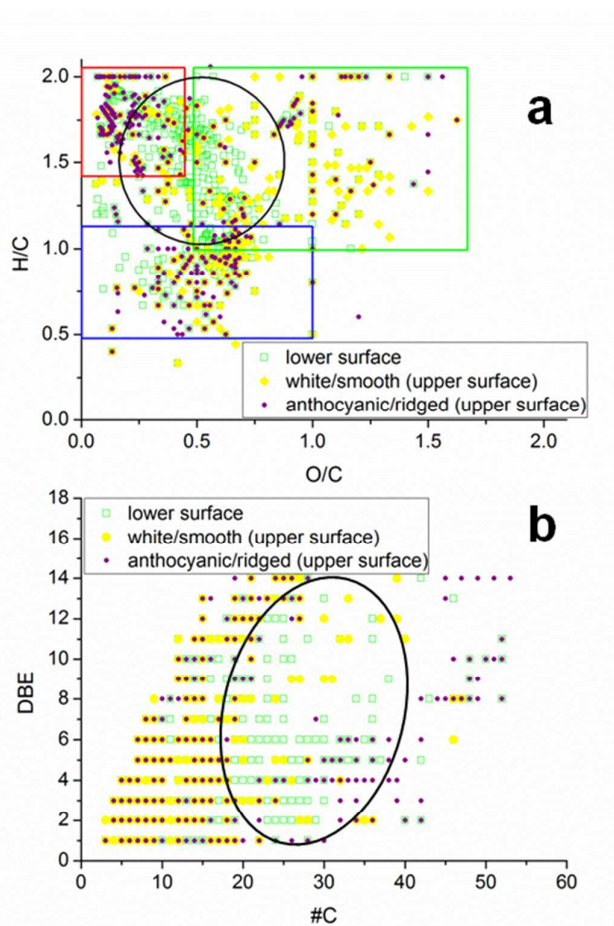 a
2.0
1.5
1.0
0.5
0.0
H/C
lower surface
white/smooth (upper surface)
anthocyanic/ridged (upper surface)
0.0 0.5 1.0 1.5 2.0
O/C
b
18
16
14
12
10
8
6
4
2
0
DBE
lower surface
white/smooth (upper surface)
anthocyanic/ridged (upper surface)
0 10 20 30 40 50 60
#C